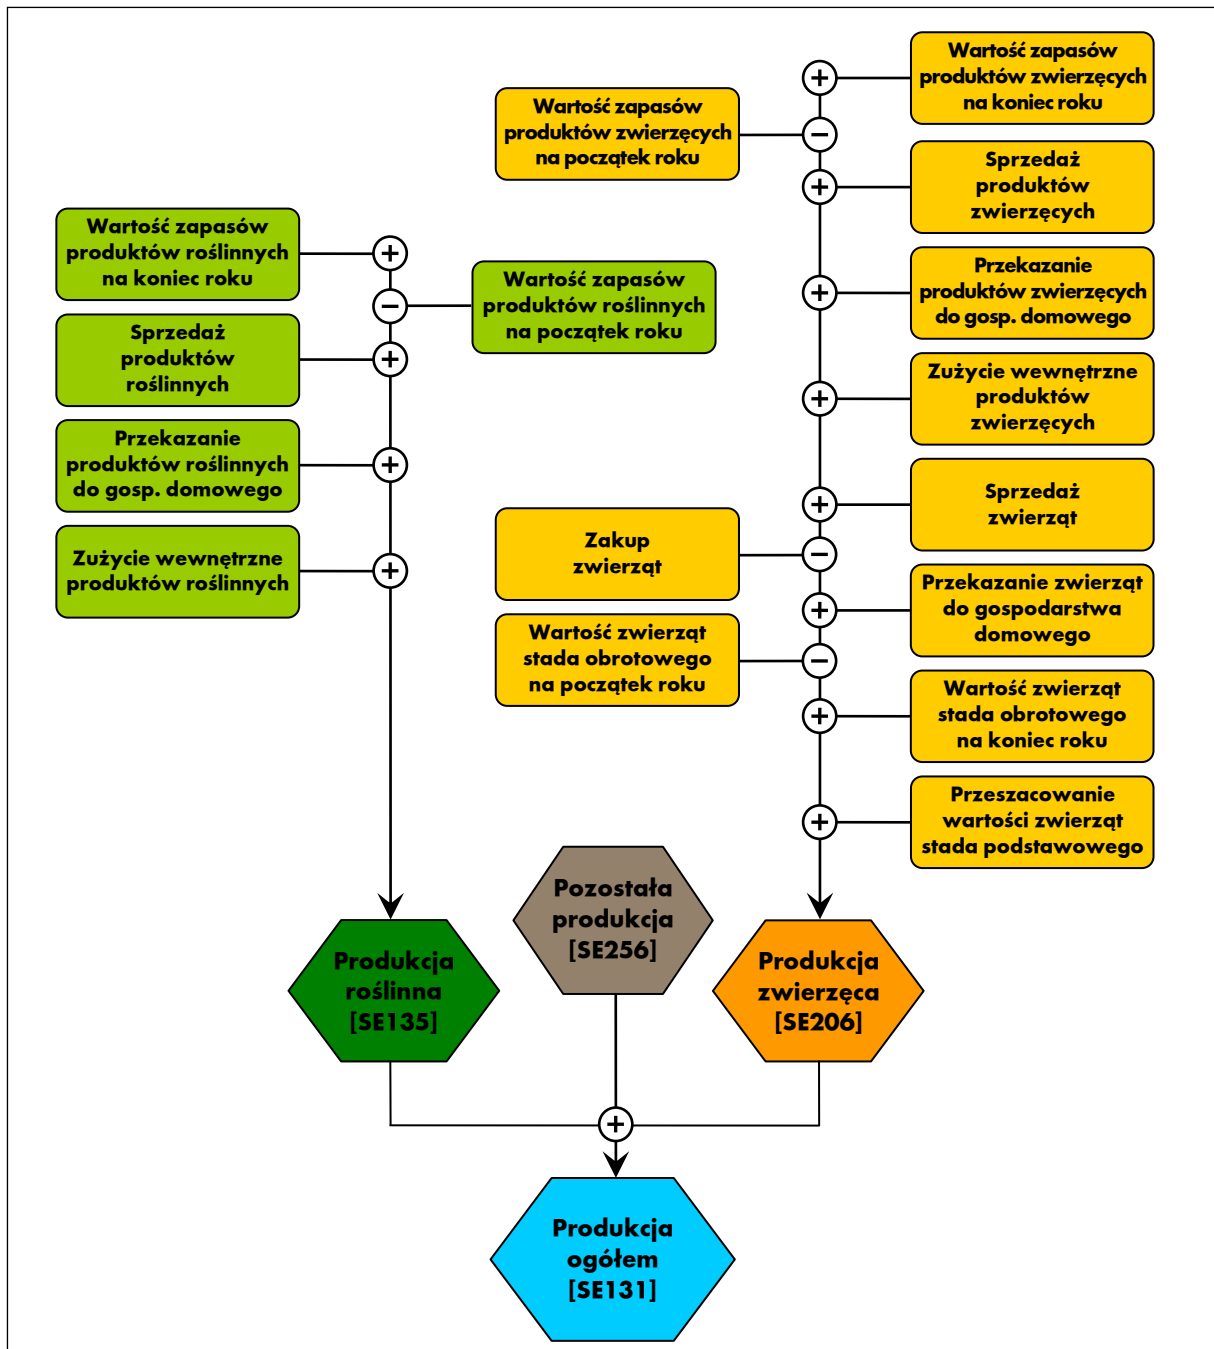 Wartość zapasów
produktów zwierzęcych
na koniec roku
Wartość zapasów
produktów zwierzęcych
na początek roku
Sprzedaż
produktów
zwierzęcych
Wartość zapasów
produktów roślinnych
na koniec roku
Wartość zapasów
produktów roślinnych
na początek roku
Przekazanie
produktów zwierzęcych
do gosp. domowego
Sprzedaż
produktów
roślinnych
Zużycie wewnętrzne
produktów
zwierzęcych
Przekazanie
produktów roślinnych
do gosp. domowego
Sprzedaż
zwierząt
Zakup
zwierząt
Zużycie wewnętrzne
produktów roślinnych
Przekazanie zwierząt
do gospodarstwa
domowego
Wartość zwierząt
stada obrotowego
na początek roku
Wartość zwierząt
stada obrotowego
na koniec roku
Przeszacowanie
wartości zwierząt
stada podstawowego
Pozostała
produkcja
[SE256]
Produkcja
roślinna
[SE135]
Produkcja
zwierzęca
[SE206]
Produkcja
ogółem
[SE131]